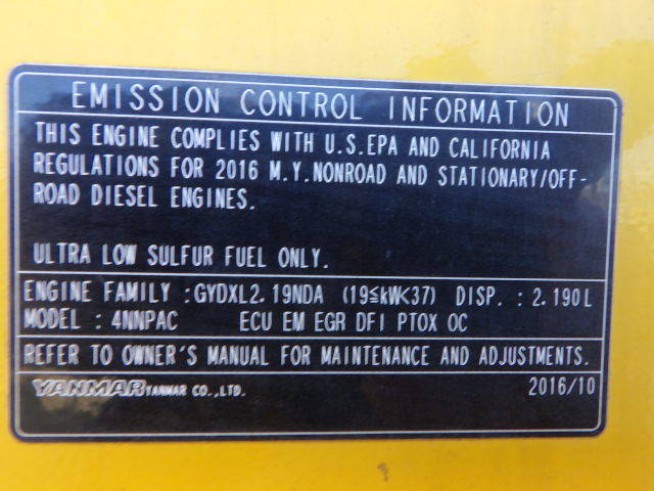 EMISSION CONTROL INFORMATION
THIS ENGINE COMPLIES WITH U.S.EPA AND CALIFORNIA
REGULATIONS FOR 2016 M.Y.NONROAD AND STATIONARY/OFF-
ROAD DIESEL ENGINES.
ULTRA LOW SULFUR FUEL ONLY.
ENGINE FAMILY :GYDXL2.19NDA (19≦kW<37) DISP. : 2.190L
MODEL : 4NNPAC ECU EM EGR DFI PTOX OC
REFER TO OWNER'S MANUAL FOR MAINTENANCE AND ADJUSTMENTS.
YANMAR YANMAR CO.,LTD. 2016/10